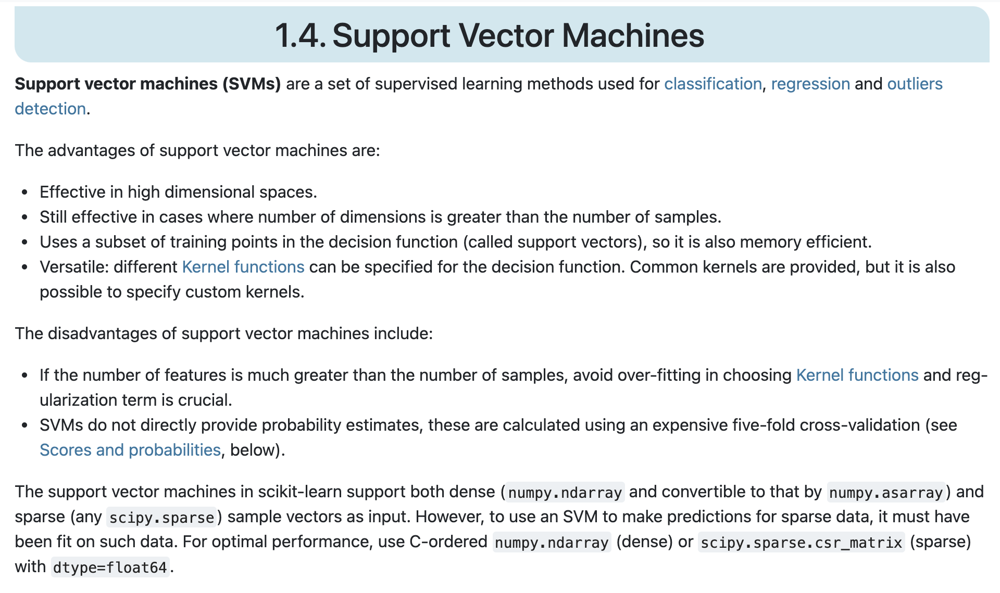 1.4. Support Vector Machines
Support vector machines (SVMs) are a set of supervised learning methods used for classification, regression and outliers
detection.
The advantages of support vector machines are:
• Effective in high dimensional spaces.
• Still effective in cases where number of dimensions is greater than the number of samples.
• Uses a subset of training points in the decision function (called support vectors), so it is also memory efficient.
• Versatile: different Kernel functions can be specified for the decision function. Common kernels are provided, but it is also
possible to specify custom kernels.
The disadvantages of support vector machines include:
• If the number of features is much greater than the number of samples, avoid over-fitting in choosing Kernel functions and reg-
ularization term is crucial.
• SVMs do not directly provide probability estimates, these are calculated using an expensive five-fold cross-validation (see
Scores and probabilities, below).
The support vector machines in scikit-learn support both dense (numpy.ndarray and convertible to that by numpy.asarray) and
sparse (any scipy.sparse) sample vectors as input. However, to use an SVM to make predictions for sparse data, it must have
been fit on such data. For optimal performance, use C-ordered numpy.ndarray (dense) or scipy.sparse.csr_matrix (sparse)
with dtype=float64.